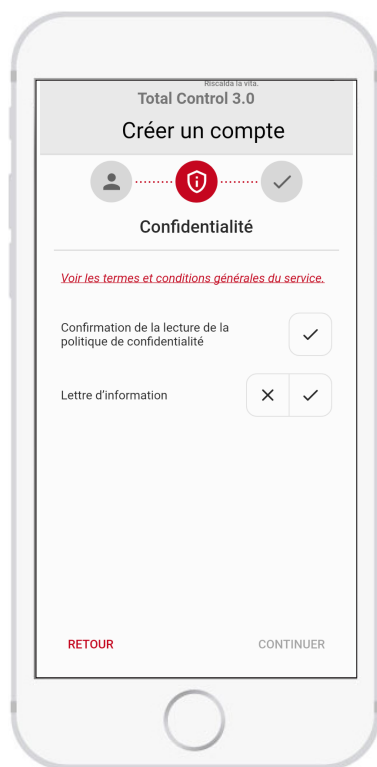 Riscalda la vita.
Total Control 3.0
Créer un compte
Confidentialité
Voir les termes et conditions générales du service.
Confirmation de la lecture de la
politique de confidentialité
Lettre d'information
RETOUR
CONTINUER